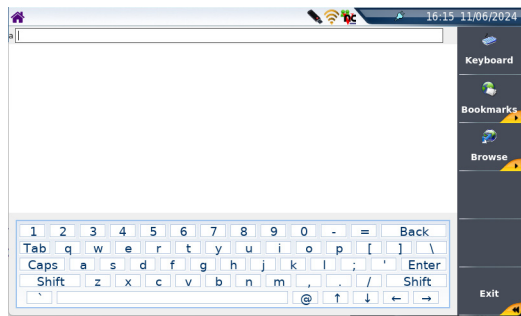 16:15 11/06/2024
a
Keyboard
Bookmarks
Browse
1 2 3 4 5 6 7 8 9 0 - = Back
Tab q w e r t y u i o p [ ] \
Caps a s d f g h j k l ; ' Enter
Shift z x c v b n m , . / Shift
` @ ↑ ↓ ← →
Exit